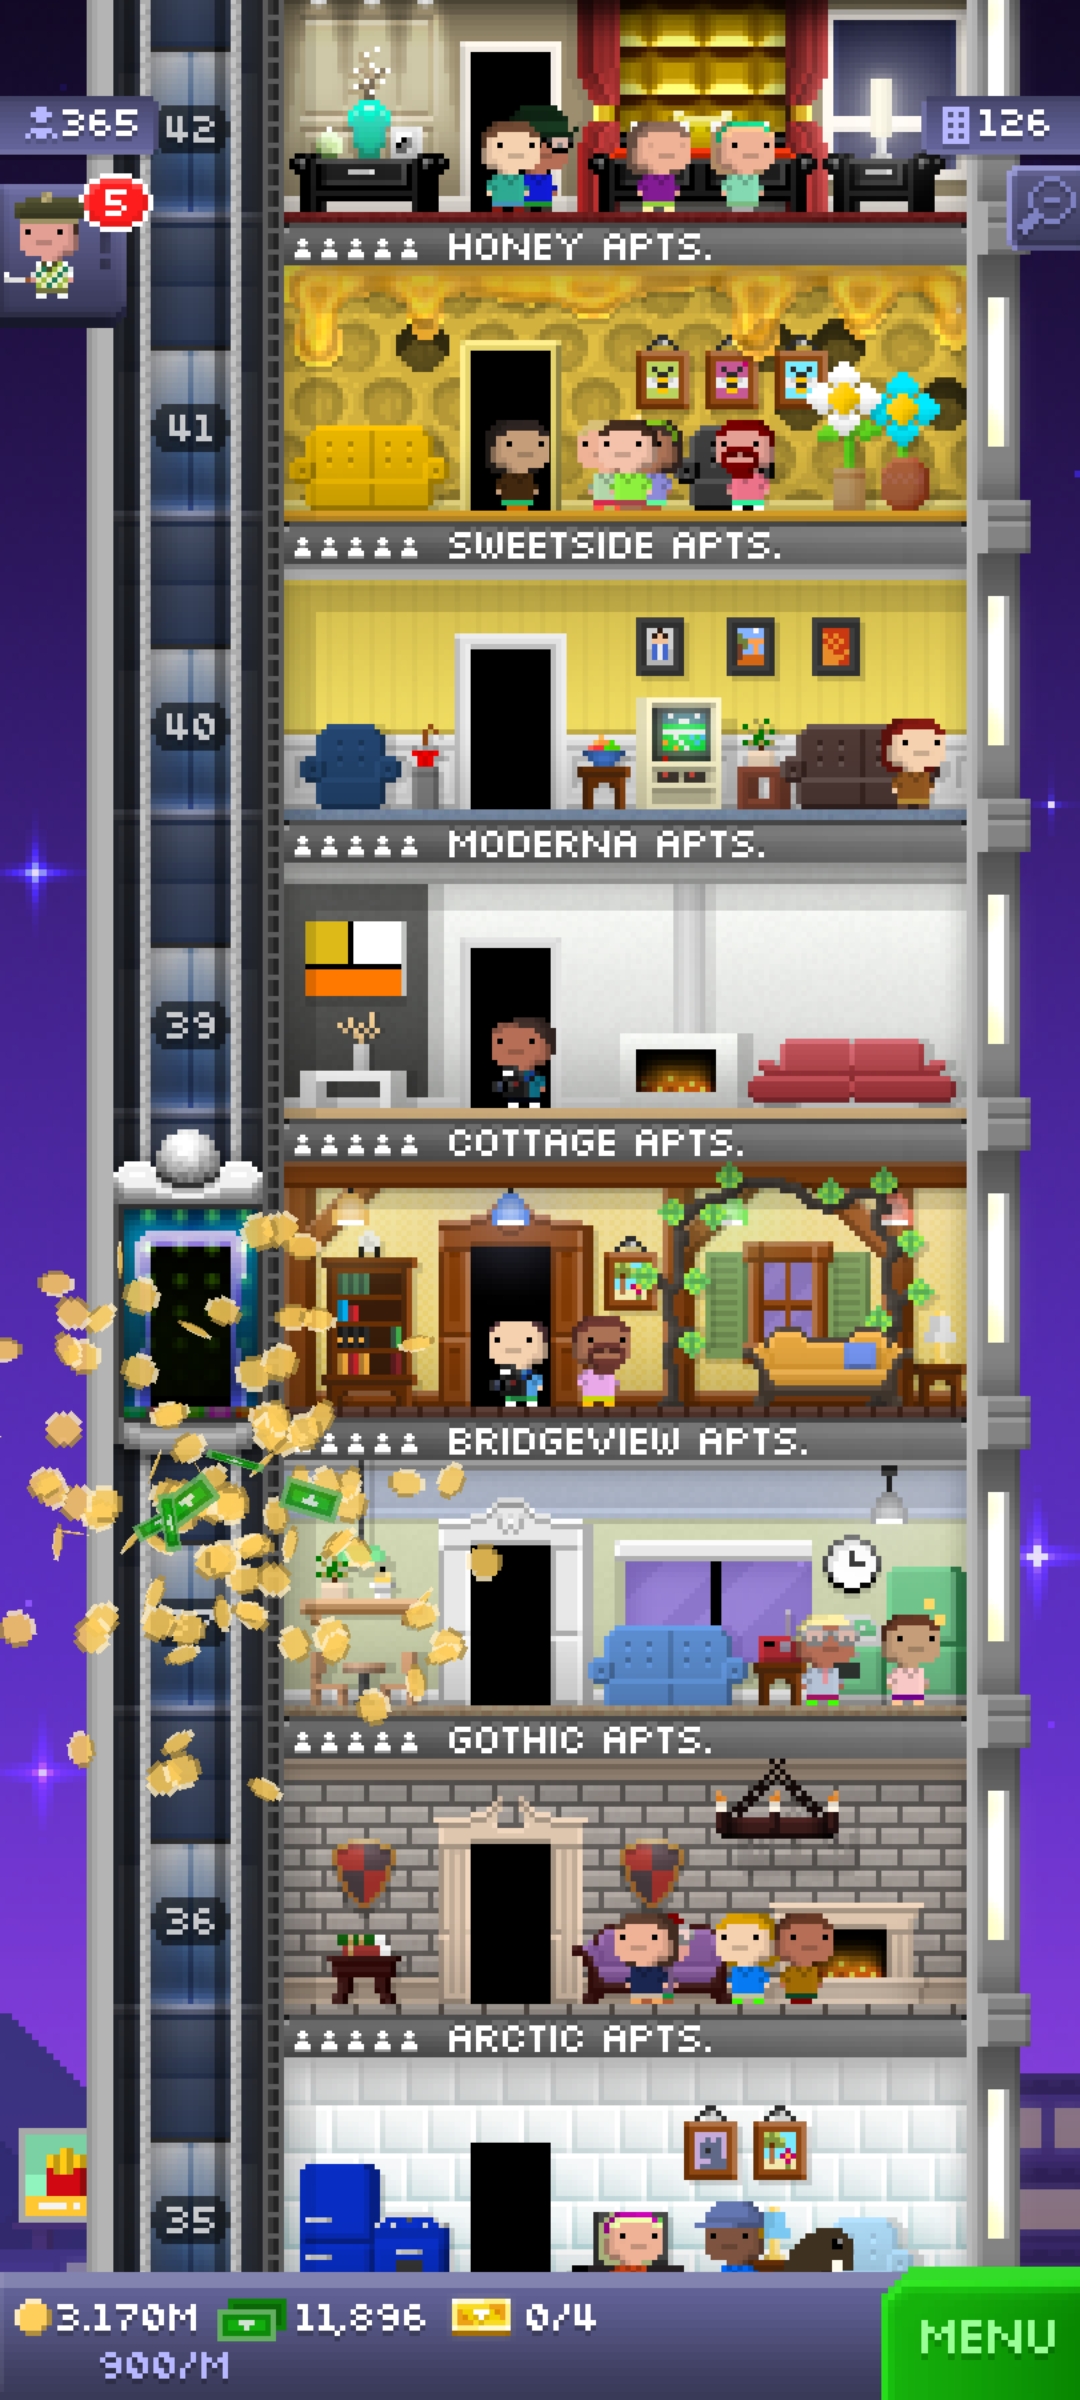 42
365
126
5
HONEY APTS.
41
SWEETSIDE APTS.
40
MODERNA APTS.
39
COTTAGE APTS.
BRIDGEVIEW APTS.
GOTHIC APTS.
36
ARCTIC APTS.
35
3.170M
11,896
0/4
900/M
MENU